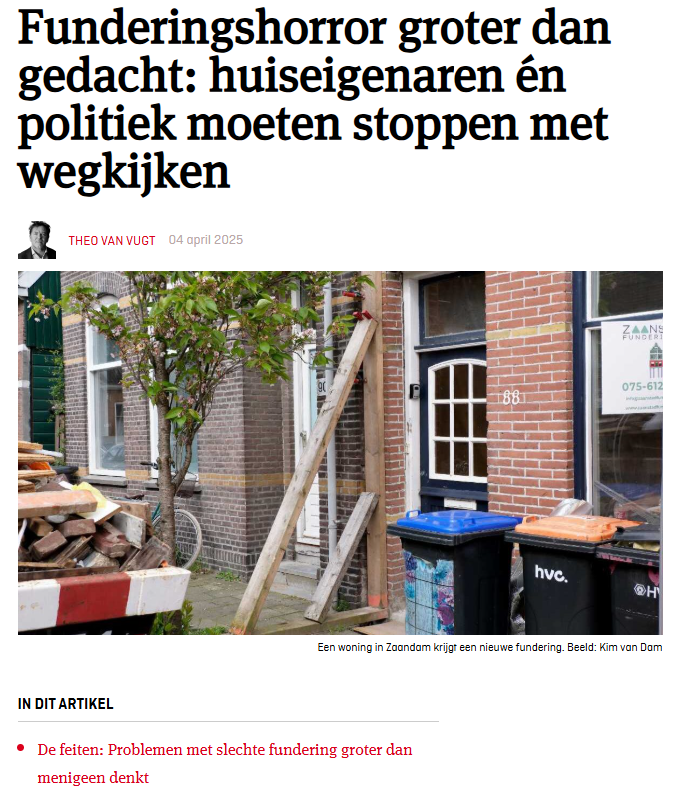 Funderingshorror groter dan
gedacht: huiseigenaren én
politiek moeten stoppen met
wegkijken
THEO VAN VUGT 04 april 2025
90
88
ZAANS
FUNDERI
075-612
hvc.
Een woning in Zaandam krijgt een nieuwe fundering. Beeld: Kim van Dam
IN DIT ARTIKEL
De feiten: Problemen met slechte fundering groter dan
menigeen denkt